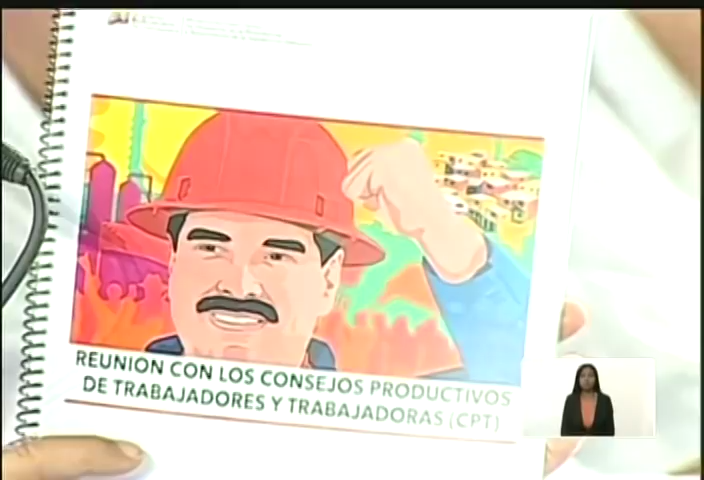 REUNION CON LOS CONSEJOS PRODUCTIVOS
DE TRABAJADORES Y TRABAJADORAS (CPT)